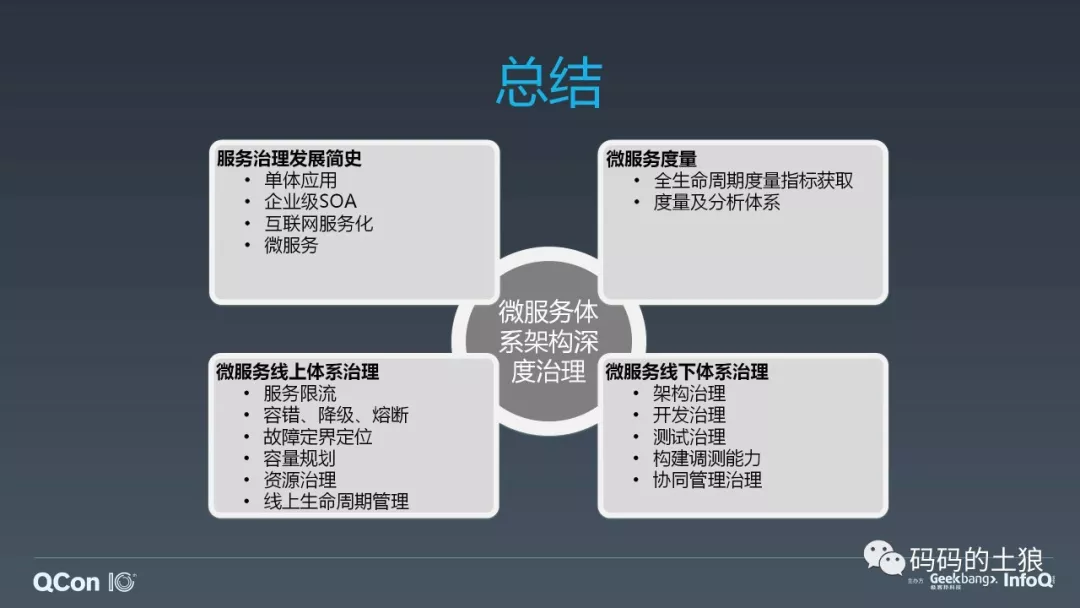 总结
服务治理发展简史
• 单体应用
• 企业级SOA
• 互联网服务化
• 微服务
微服务度量
• 全生命周期度量指标获取
• 度量及分析体系
微服务体
系架构深
度治理
微服务线上体系治理
• 服务限流
• 容错、降级、熔断
• 故障定界定位
• 容量规划
• 资源治理
• 线上生命周期管理
微服务线下体系治理
• 架构治理
• 开发治理
• 测试治理
• 构建调测能力
• 协同管理治理
码码的土狼
QCon 10
主办方 Geekbang> InfoQ
极客邦科技